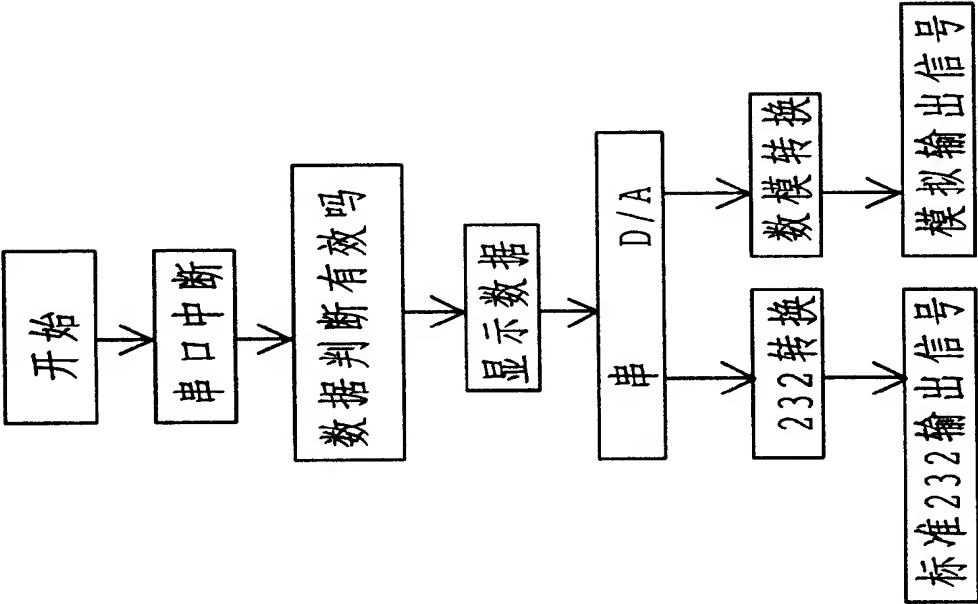 开始
串口中断
数据判断有效吗
显示数据
串 D/A
232转换
数模转换
标准232输出信号
模拟输出信号